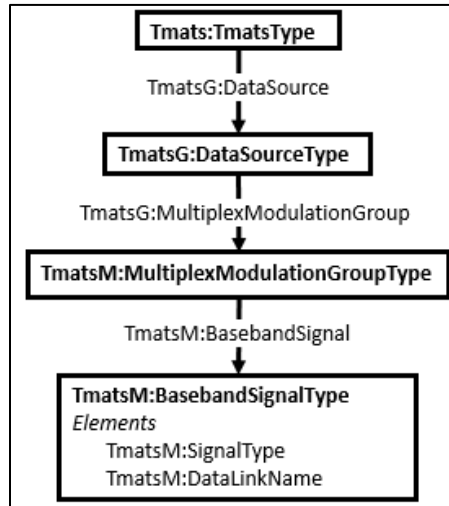 Tmats:TmatsType
TmatsG:DataSource
TmatsG:DataSourceType
TmatsG:MultiplexModulationGroup
TmatsM:MultiplexModulationGroupType
TmatsM:BasebandSignal
TmatsM:BasebandSignalType
Elements
TmatsM:SignalType
TmatsM:DataLinkName